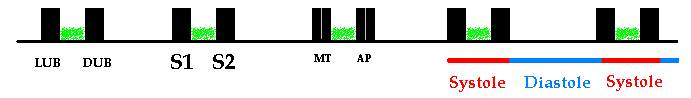 LUB DUB S1 S2 MT AP
Systole Diastole Systole